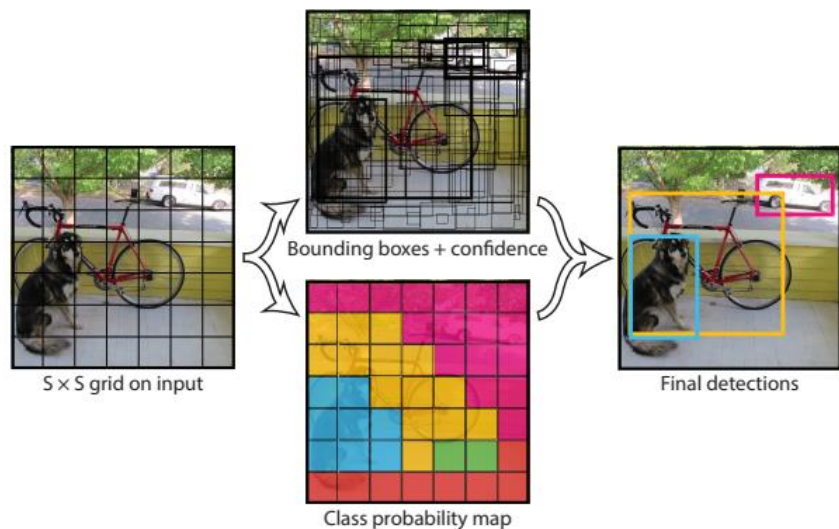 Bounding boxes + confidence
S × S grid on input
Final detections
Class probability map